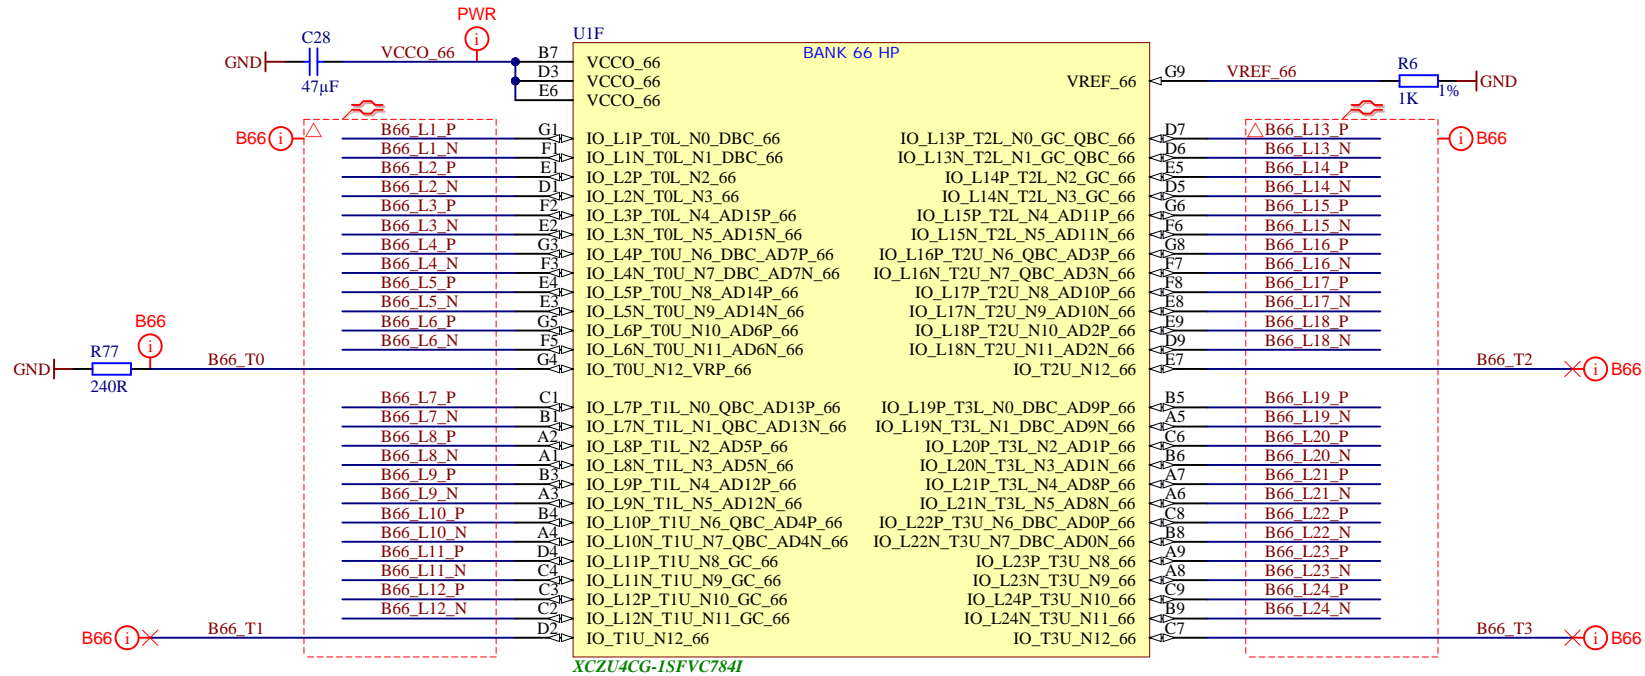 PWR
C28
GND
VCCO_66
47µF
U1F
BANK 66 HP
B7 VCCO_66
D3 VCCO_66
E6 VCCO_66
VREF_66 G9 VREF_66
R6
1K
1%
GND
B66
B66
B66_L1_P G1 IO_L1P_T0L_N0_DBC_66 IO_L13P_T2L_N0_GC_QBC_66 D7 B66_L13_P
B66_L1_N F1 IO_L1N_T0L_N1_DBC_66 IO_L13N_T2L_N1_GC_QBC_66 D6 B66_L13_N
B66_L2_P E1 IO_L2P_T0L_N2_66 IO_L14P_T2L_N2_GC_66 E5 B66_L14_P
B66_L2_N D1 IO_L2N_T0L_N3_66 IO_L14N_T2L_N3_GC_66 D5 B66_L14_N
B66_L3_P F2 IO_L3P_T0L_N4_AD15P_66 IO_L15P_T2L_N4_AD11P_66 G6 B66_L15_P
B66_L3_N E2 IO_L3N_T0L_N5_AD15N_66 IO_L15N_T2L_N5_AD11N_66 F6 B66_L15_N
B66_L4_P G3 IO_L4P_T0U_N6_DBC_AD7P_66 IO_L16P_T2U_N6_QBC_AD3P_66 G8 B66_L16_P
B66_L4_N F3 IO_L4N_T0U_N7_DBC_AD7N_66 IO_L16N_T2U_N7_QBC_AD3N_66 F7 B66_L16_N
B66_L5_P E4 IO_L5P_T0U_N8_AD14P_66 IO_L17P_T2U_N8_AD10P_66 F8 B66_L17_P
B66_L5_N E3 IO_L5N_T0U_N9_AD14N_66 IO_L17N_T2U_N9_AD10N_66 E8 B66_L17_N
B66_L6_P G5 IO_L6P_T0U_N10_AD6P_66 IO_L18P_T2U_N10_AD2P_66 E9 B66_L18_P
B66_L6_N F5 IO_L6N_T0U_N11_AD6N_66 IO_L18N_T2U_N11_AD2N_66 D9 B66_L18_N
GND
R77
240R
B66
B66_T0 G4 IO_T0U_N12_VRP_66 IO_T2U_N12_66 E7 B66_T2 B66
B66_L7_P C1 IO_L7P_T1L_N0_QBC_AD13P_66 IO_L19P_T3L_N0_DBC_AD9P_66 B5 B66_L19_P
B66_L7_N B1 IO_L7N_T1L_N1_QBC_AD13N_66 IO_L19N_T3L_N1_DBC_AD9N_66 A5 B66_L19_N
B66_L8_P A2 IO_L8P_T1L_N2_AD5P_66 IO_L20P_T3L_N2_AD1P_66 C6 B66_L20_P
B66_L8_N A1 IO_L8N_T1L_N3_AD5N_66 IO_L20N_T3L_N3_AD1N_66 B6 B66_L20_N
B66_L9_P B3 IO_L9P_T1L_N4_AD12P_66 IO_L21P_T3L_N4_AD8P_66 A7 B66_L21_P
B66_L9_N A3 IO_L9N_T1L_N5_AD12N_66 IO_L21N_T3L_N5_AD8N_66 A6 B66_L21_N
B66_L10_P B4 IO_L10P_T1U_N6_QBC_AD4P_66 IO_L22P_T3U_N6_DBC_AD0P_66 C8 B66_L22_P
B66_L10_N A4 IO_L10N_T1U_N7_QBC_AD4N_66 IO_L22N_T3U_N7_DBC_AD0N_66 B8 B66_L22_N
B66_L11_P D4 IO_L11P_T1U_N8_GC_66 IO_L23P_T3U_N8_66 A9 B66_L23_P
B66_L11_N C4 IO_L11N_T1U_N9_GC_66 IO_L23N_T3U_N9_66 A8 B66_L23_N
B66_L12_P C3 IO_L12P_T1U_N10_GC_66 IO_L24P_T3U_N10_66 C9 B66_L24_P
B66_L12_N C2 IO_L12N_T1U_N11_GC_66 IO_L24N_T3U_N11_66 B9 B66_L24_N
B66 B66_T1 D2 IO_T1U_N12_66 IO_T3U_N12_66 C7 B66_T3 B66
XCZU4CG-1SFVC784I